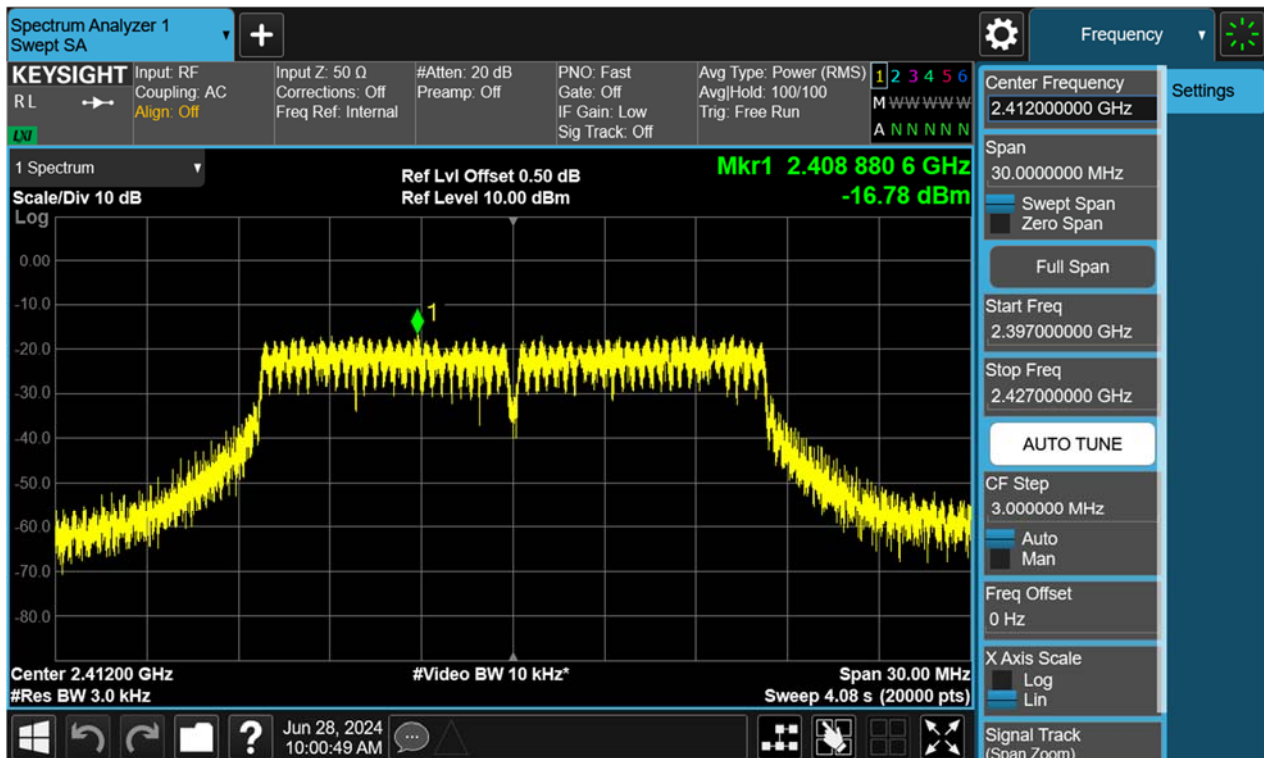 Spectrum Analyzer 1
Swept SA
Frequency
KEYSIGHT
RL
LXI
Input: RF
Coupling: AC
Align: Off
Input Z: 50 Ω
Corrections: Off
Freq Ref: Internal
#Atten: 20 dB
Preamp: Off
PNO: Fast
Gate: Off
IF Gain: Low
Sig Track: Off
Avg Type: Power (RMS)
Avg|Hold: 100/100
Trig: Free Run
1 2 3 4 5 6
M W W W W W
A N N N N N
1 Spectrum
Scale/Div 10 dB
Log
Ref Lvl Offset 0.50 dB
Ref Level 10.00 dBm
Mkr1 2.408 880 6 GHz
-16.78 dBm
0.00
-10.0
1
-20.0
-30.0
-40.0
-50.0
-60.0
-70.0
-80.0
Center 2.41200 GHz
#Res BW 3.0 kHz
#Video BW 10 kHz*
Span 30.00 MHz
Sweep 4.08 s (20000 pts)
?
Jun 28, 2024
10:00:49 AM
Center Frequency
2.412000000 GHz
Settings
Span
30.0000000 MHz
Swept Span
Zero Span
Full Span
Start Freq
2.397000000 GHz
Stop Freq
2.427000000 GHz
AUTO TUNE
CF Step
3.000000 MHz
Auto
Man
Freq Offset
0 Hz
X Axis Scale
Log
Lin
Signal Track
(Span Zoom)